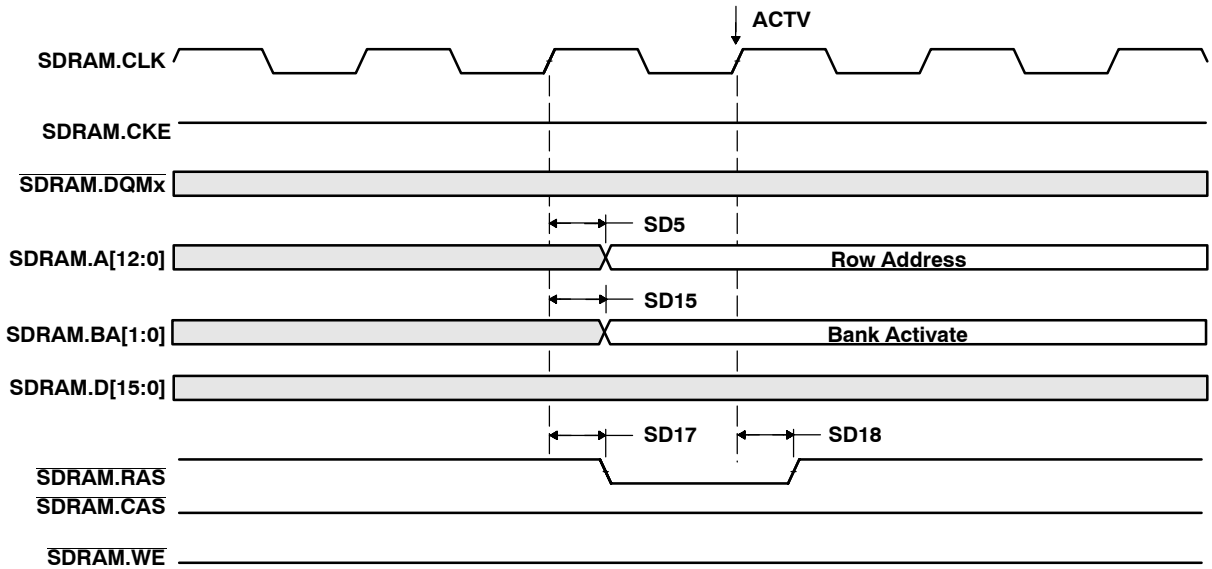 ACTV
SDRAM.CLK
SDRAM.CKE
SDRAM.DQMx
SD5
SDRAM.A[12:0]
Row Address
SD15
SDRAM.BA[1:0]
Bank Activate
SDRAM.D[15:0]
SD17
SD18
SDRAM.RAS
SDRAM.CAS
SDRAM.WE